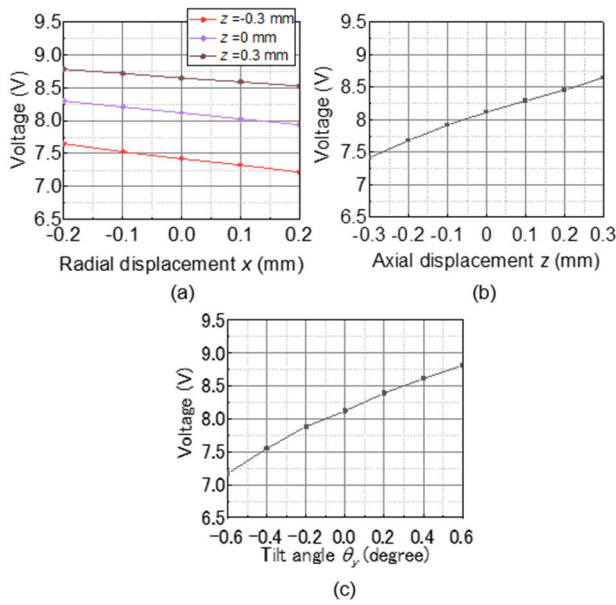 z =-0.3 mm
z =0 mm
z =0.3 mm
9.5
9.0
8.5
8.0
7.5
7.0
6.5
Voltage (V)
-0.2 -0.1 0.0 0.1 0.2
Radial displacement x (mm)
(a)
9.5
9.0
8.5
8.0
7.5
7
6.5
Voltage (V)
-0.3 -0.2 -0.1 0 0.1 0.2 0.3
Axial displacement z (mm)
(b)
9.5
9.0
8.5
8.0
7.5
7.0
6.5
Voltage (V)
-0.6 -0.4 -0.2 0.0 0.2 0.4 0.6
Tilt angle θy (degree)
(c)